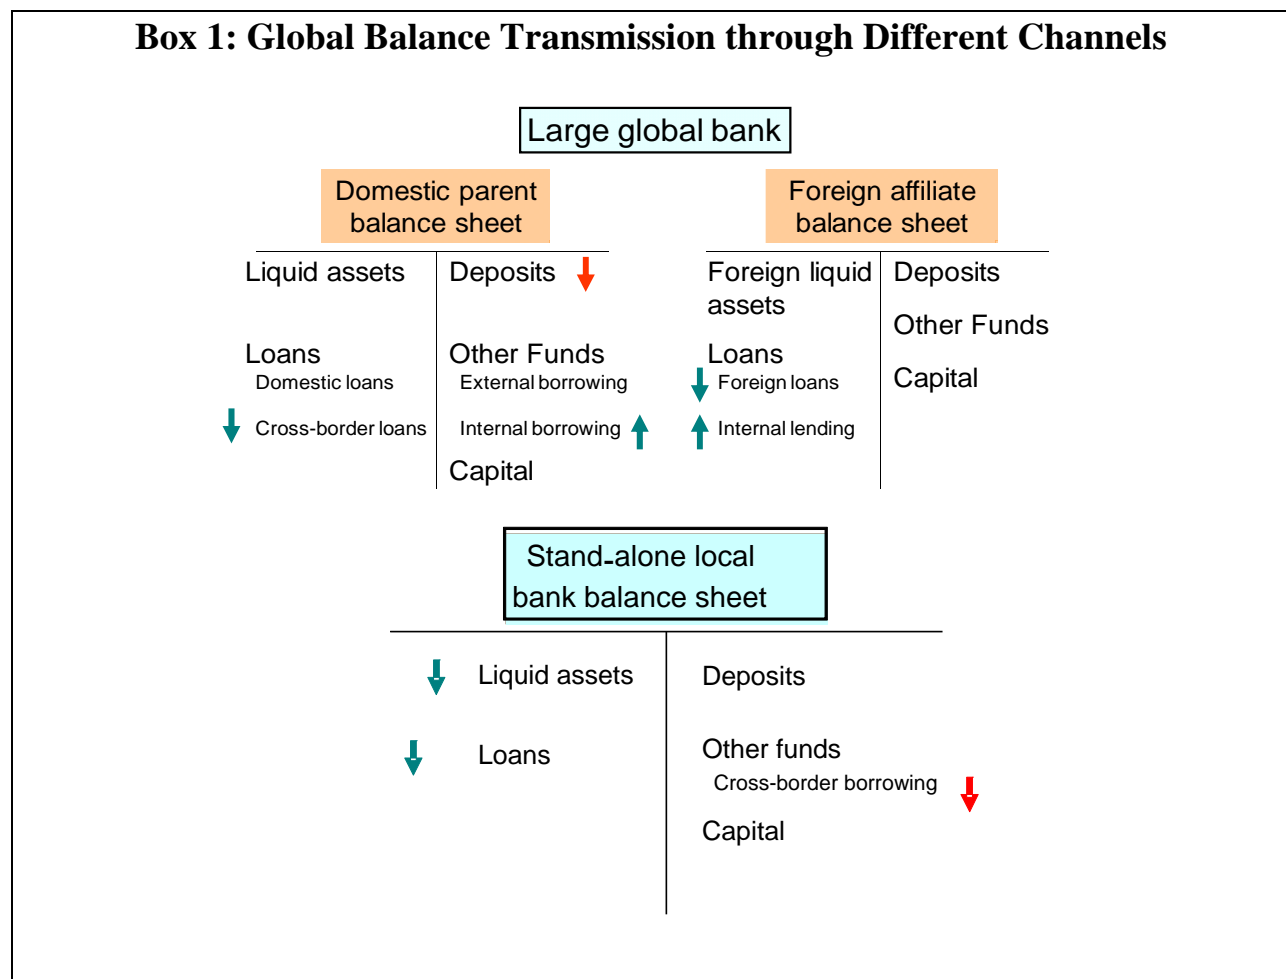 Box 1: Global Balance Transmission through Different Channels
Large global bank
Domestic parent
balance sheet
Liquid assets
Loans
Domestic loans
Cross-border loans
Deposits
Other Funds
External borrowing
Internal borrowing
Capital
Foreign affiliate
balance sheet
Foreign liquid
assets
Loans
Foreign loans
Internal lending
Deposits
Other Funds
Capital
Stand-alone local
bank balance sheet
Liquid assets
Loans
Deposits
Other funds
Cross-border borrowing
Capital